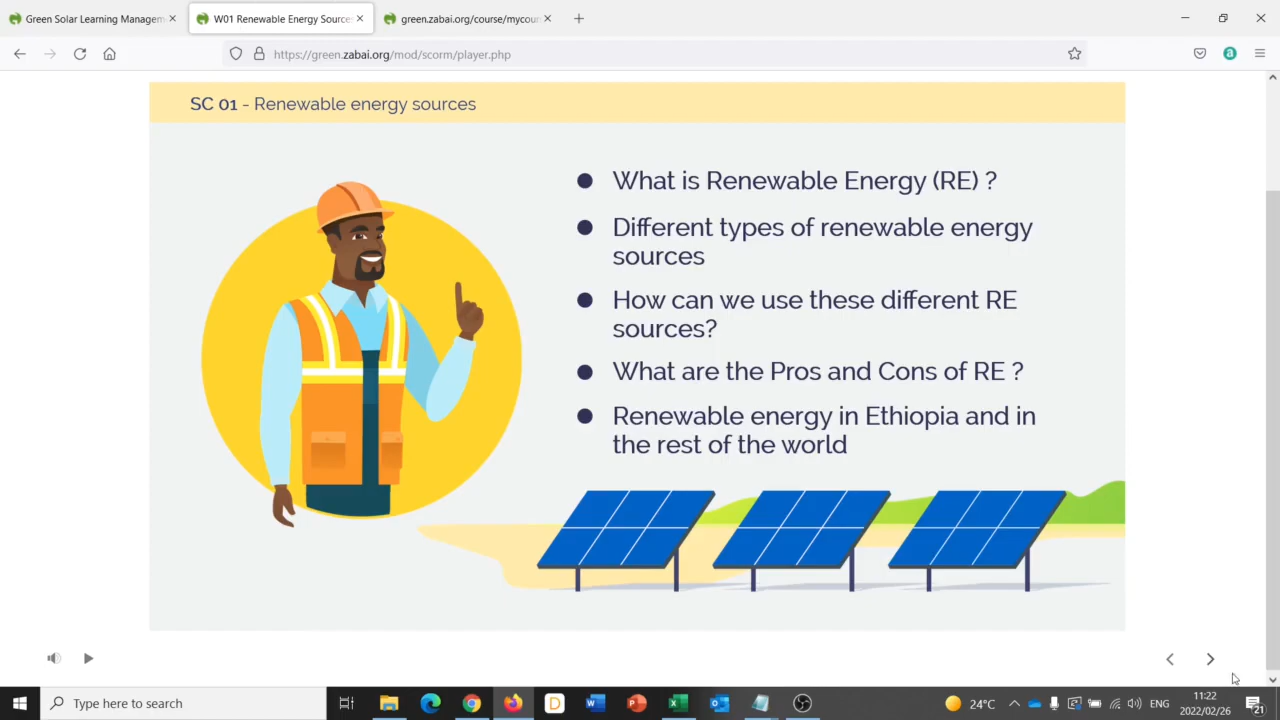 Green Solar Learning Managem
W01 Renewable Energy Source
green.zabai.org/course/mycour
https://green.zabai.org/mod/scorm/player.php
SC 01 - Renewable energy sources
What is Renewable Energy (RE) ?
Different types of renewable energy
sources
How can we use these different RE
sources?
What are the Pros and Cons of RE ?
Renewable energy in Ethiopia and in
the rest of the world
Type here to search
24°C
ENG
11:22
2022/02/26
21